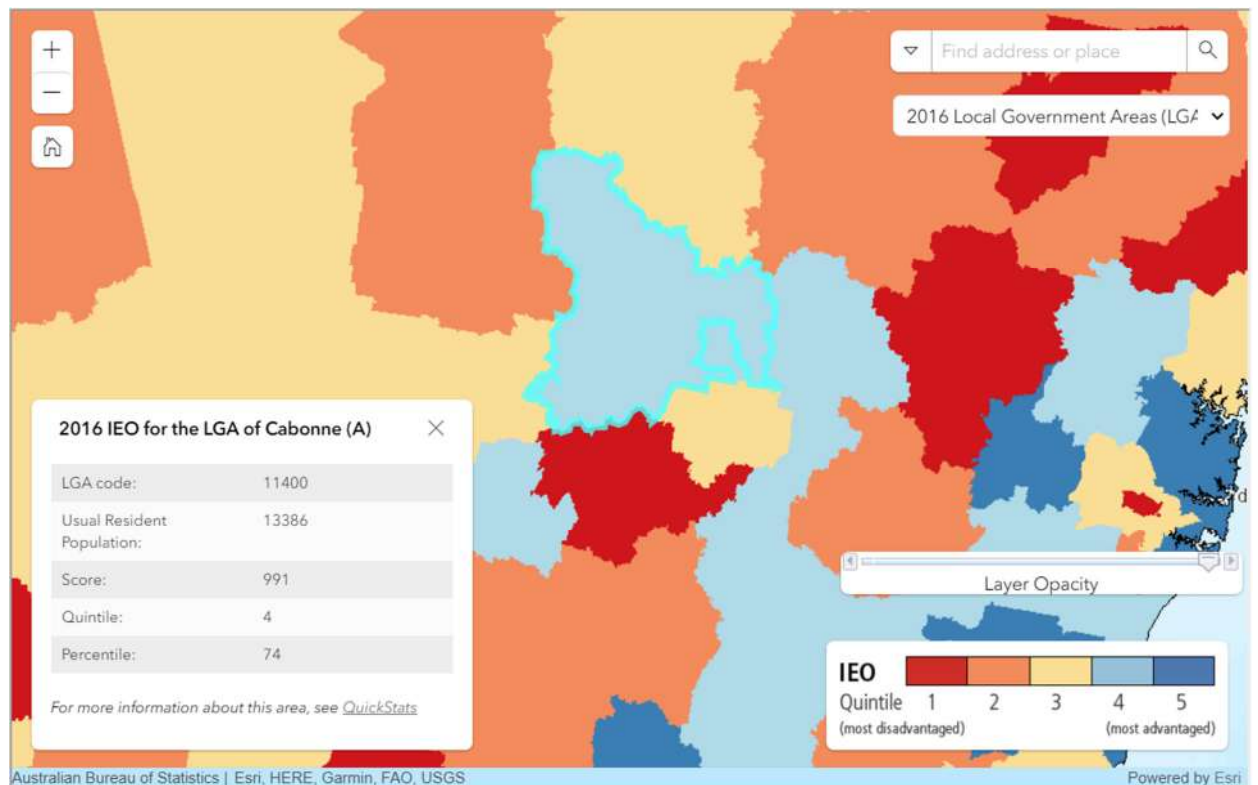 +
−
Find address or place
2016 Local Government Areas (LGA
2016 IEO for the LGA of Cabonne (A)
LGA code: 11400
Usual Resident 13386
Population:
Score: 991
Quintile: 4
Percentile: 74
For more information about this area, see QuickStats
d
Layer Opacity
IEO
Quintile 1 2 3 4 5
(most disadvantaged) (most advantaged)
Australian Bureau of Statistics | Esri, HERE, Garmin, FAO, USGS
Powered by Esri